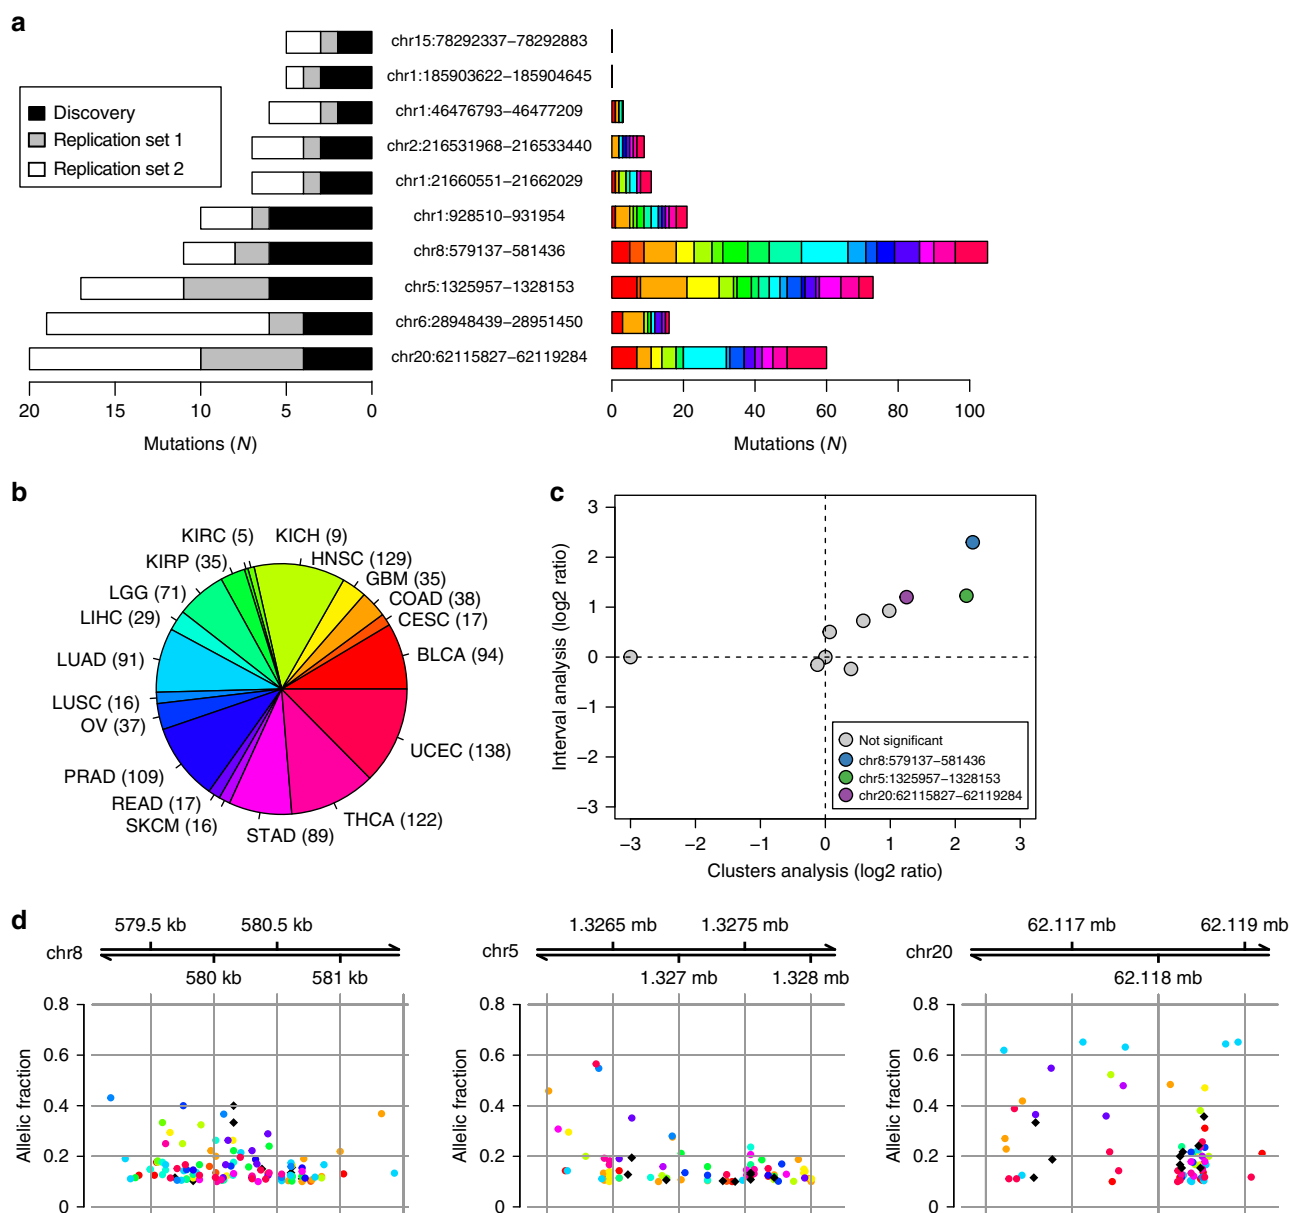 a
chr15:78292337−78292883
chr1:185903622−185904645
chr1:46476793−46477209
chr2:216531968−216533440
chr1:21660551−21662029
chr1:928510−931954
chr8:579137−581436
chr5:1325957−1328153
chr6:28948439−28951450
chr20:62115827−62119284
Discovery
Replication set 1
Replication set 2
20 15 10 5 0
Mutations (N)
0 20 40 60 80 100
Mutations (N)
b
KIRC (5)
KICH (9)
KIRP (35)
HNSC (129)
LGG (71)
GBM (35)
LIHC (29)
COAD (38)
CESC (17)
LUAD (91)
BLCA (94)
LUSC (16)
OV (37)
UCEC (138)
PRAD (109)
READ (17)
SKCM (16)
STAD (89)
THCA (122)
c
3
2
1
0
−1
−2
−3
Interval analysis (log2 ratio)
Not significant
chr8:579137−581436
chr5:1325957−1328153
chr20:62115827−62119284
−3 −2 −1 0 1 2 3
Clusters analysis (log2 ratio)
d
579.5 kb 580.5 kb
chr8
580 kb 581 kb
0.8
0.6
0.4
0.2
0
Allelic fraction
1.3265 mb 1.3275 mb
chr5
1.327 mb 1.328 mb
0.8
0.6
0.4
0.2
0
Allelic fraction
62.117 mb 62.119 mb
chr20
62.118 mb
0.8
0.6
0.4
0.2
0
Allelic fraction